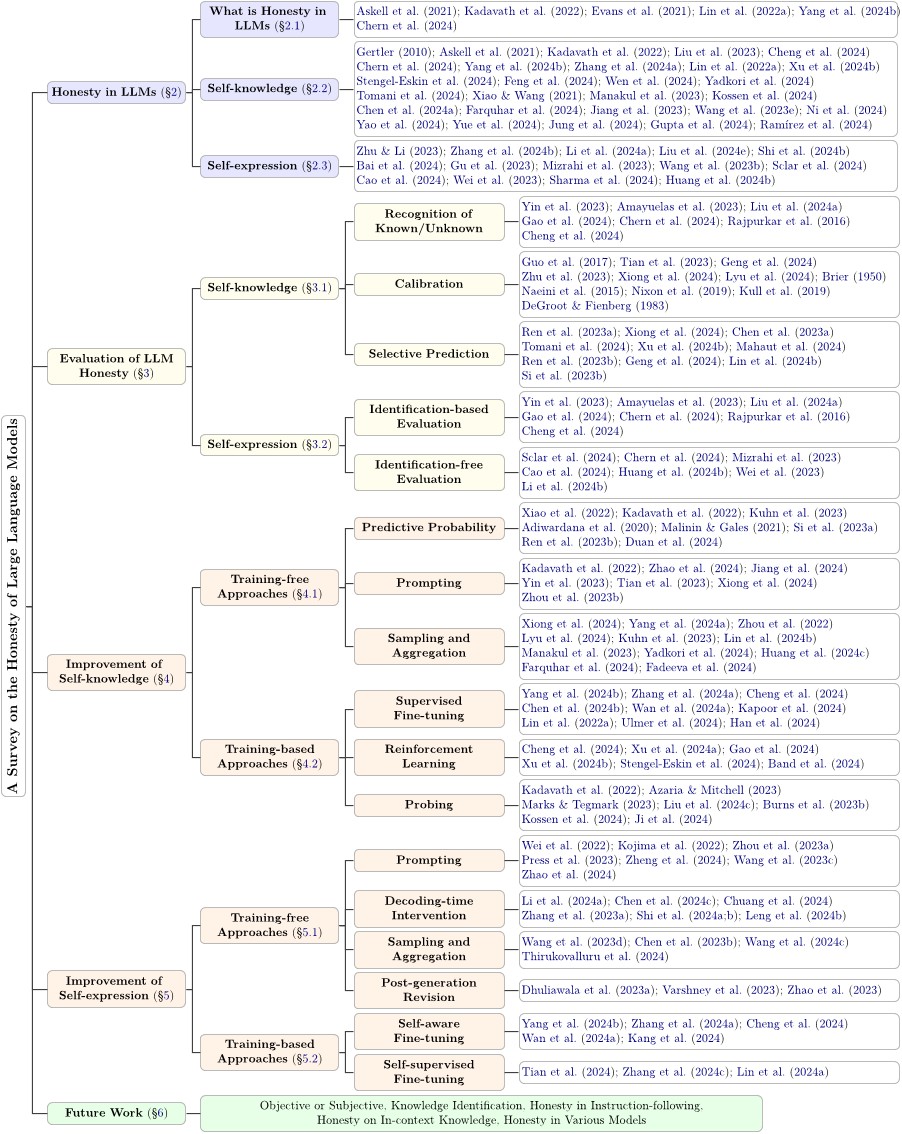 A Survey on the Honesty of Large Language Models
Honesty in LLMs (§2)
What is Honesty in
LLMs (§2.1)
Askell et al. (2021); Kadavath et al. (2022); Evans et al. (2021); Lin et al. (2022a); Yang et al. (2024b)
Chern et al. (2024)
Self-knowledge (§2.2)
Gertler (2010); Askell et al. (2021); Kadavath et al. (2022); Liu et al. (2023); Cheng et al. (2024)
Chern et al. (2024); Yang et al. (2024b); Zhang et al. (2024a); Lin et al. (2022a); Xu et al. (2024b)
Stengel-Eskin et al. (2024); Feng et al. (2024); Wen et al. (2024); Yadkori et al. (2024)
Tomani et al. (2024); Xiao & Wang (2021); Manakul et al. (2023); Kossen et al. (2024)
Chen et al. (2024a); Farquhar et al. (2024); Jiang et al. (2023); Wang et al. (2023e); Ni et al. (2024)
Yao et al. (2024); Yue et al. (2024); Jung et al. (2024); Gupta et al. (2024); Ramírez et al. (2024)
Self-expression (§2.3)
Zhu & Li (2023); Zhang et al. (2024b); Li et al. (2024a); Liu et al. (2024e); Shi et al. (2024b)
Bai et al. (2024); Gu et al. (2023); Mizrahi et al. (2023); Wang et al. (2023b); Sclar et al. (2024)
Cao et al. (2024); Wei et al. (2023); Sharma et al. (2024); Huang et al. (2024b)
Evaluation of LLM
Honesty (§3)
Self-knowledge (§3.1)
Recognition of
Known/Unknown
Yin et al. (2023); Amayuelas et al. (2023); Liu et al. (2024a)
Gao et al. (2024); Chern et al. (2024); Rajpurkar et al. (2016)
Cheng et al. (2024)
Calibration
Guo et al. (2017); Tian et al. (2023); Geng et al. (2024)
Zhu et al. (2023); Xiong et al. (2024); Lyu et al. (2024); Brier (1950)
Naeini et al. (2015); Nixon et al. (2019); Kull et al. (2019)
DeGroot & Fienberg (1983)
Selective Prediction
Ren et al. (2023a); Xiong et al. (2024); Chen et al. (2023a)
Tomani et al. (2024); Xu et al. (2024b); Mahaut et al. (2024)
Ren et al. (2023b); Geng et al. (2024); Lin et al. (2024b)
Si et al. (2023b)
Self-expression (§3.2)
Identification-based
Evaluation
Yin et al. (2023); Amayuelas et al. (2023); Liu et al. (2024a)
Gao et al. (2024); Chern et al. (2024); Rajpurkar et al. (2016)
Cheng et al. (2024)
Identification-free
Evaluation
Sclar et al. (2024); Chern et al. (2024); Mizrahi et al. (2023)
Cao et al. (2024); Huang et al. (2024b); Wei et al. (2023)
Li et al. (2024b)
Improvement of
Self-knowledge (§4)
Training-free
Approaches (§4.1)
Predictive Probability
Xiao et al. (2022); Kadavath et al. (2022); Kuhn et al. (2023)
Adiwardana et al. (2020); Malinin & Gales (2021); Si et al. (2023a)
Ren et al. (2023b); Duan et al. (2024)
Prompting
Kadavath et al. (2022); Zhao et al. (2024); Jiang et al. (2024)
Yin et al. (2023); Tian et al. (2023); Xiong et al. (2024)
Zhou et al. (2023b)
Sampling and
Aggregation
Xiong et al. (2024); Yang et al. (2024a); Zhou et al. (2022)
Lyu et al. (2024); Kuhn et al. (2023); Lin et al. (2024b)
Manakul et al. (2023); Yadkori et al. (2024); Huang et al. (2024c)
Farquhar et al. (2024); Fadeeva et al. (2024)
Training-based
Approaches (§4.2)
Supervised
Fine-tuning
Yang et al. (2024b); Zhang et al. (2024a); Cheng et al. (2024)
Chen et al. (2024b); Wan et al. (2024a); Kapoor et al. (2024)
Lin et al. (2022a); Ulmer et al. (2024); Han et al. (2024)
Reinforcement
Learning
Cheng et al. (2024); Xu et al. (2024a); Gao et al. (2024)
Xu et al. (2024b); Stengel-Eskin et al. (2024); Band et al. (2024)
Probing
Kadavath et al. (2022); Azaria & Mitchell (2023)
Marks & Tegmark (2023); Liu et al. (2024c); Burns et al. (2023b)
Kossen et al. (2024); Ji et al. (2024)
Improvement of
Self-expression (§5)
Training-free
Approaches (§5.1)
Prompting
Wei et al. (2022); Kojima et al. (2022); Zhou et al. (2023a)
Press et al. (2023); Zheng et al. (2024); Wang et al. (2023c)
Zhao et al. (2024)
Decoding-time
Intervention
Li et al. (2024a); Chen et al. (2024c); Chuang et al. (2024)
Zhang et al. (2023a); Shi et al. (2024a;b); Leng et al. (2024b)
Sampling and
Aggregation
Wang et al. (2023d); Chen et al. (2023b); Wang et al. (2024c)
Thirukovalluru et al. (2024)
Post-generation
Revision
Dhuliawala et al. (2023a); Varshney et al. (2023); Zhao et al. (2023)
Training-based
Approaches (§5.2)
Self-aware
Fine-tuning
Yang et al. (2024b); Zhang et al. (2024a); Cheng et al. (2024)
Wan et al. (2024a); Kang et al. (2024)
Self-supervised
Fine-tuning
Tian et al. (2024); Zhang et al. (2024c); Lin et al. (2024a)
Future Work (§6)
Objective or Subjective. Knowledge Identification. Honesty in Instruction-following.
Honesty on In-context Knowledge. Honesty in Various Models